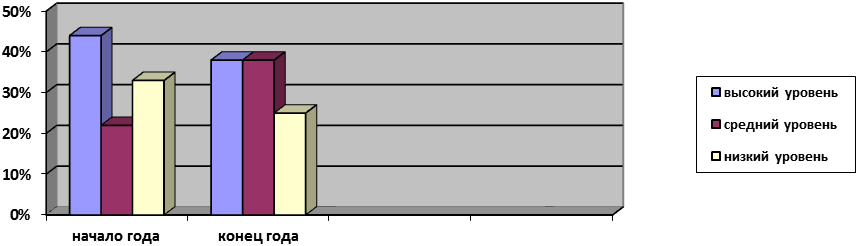 50%
40%
30%
20%
10%
0%
начало года
конец года
высокий уровень
средний уровень
низкий уровень